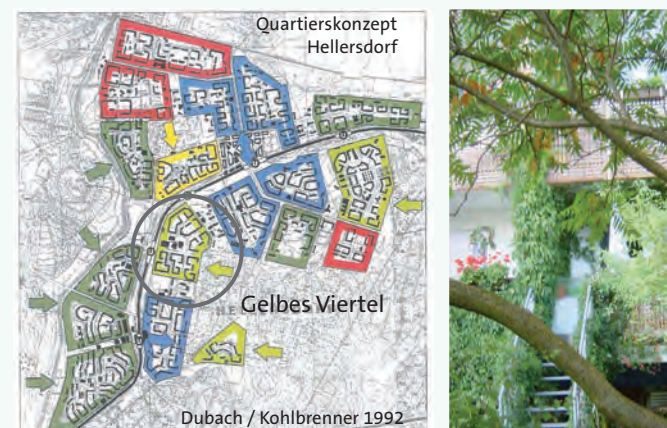 Quartierskonzept
Hellersdorf
Gelbes Viertel
Dubach / Kohlbrenner 1992